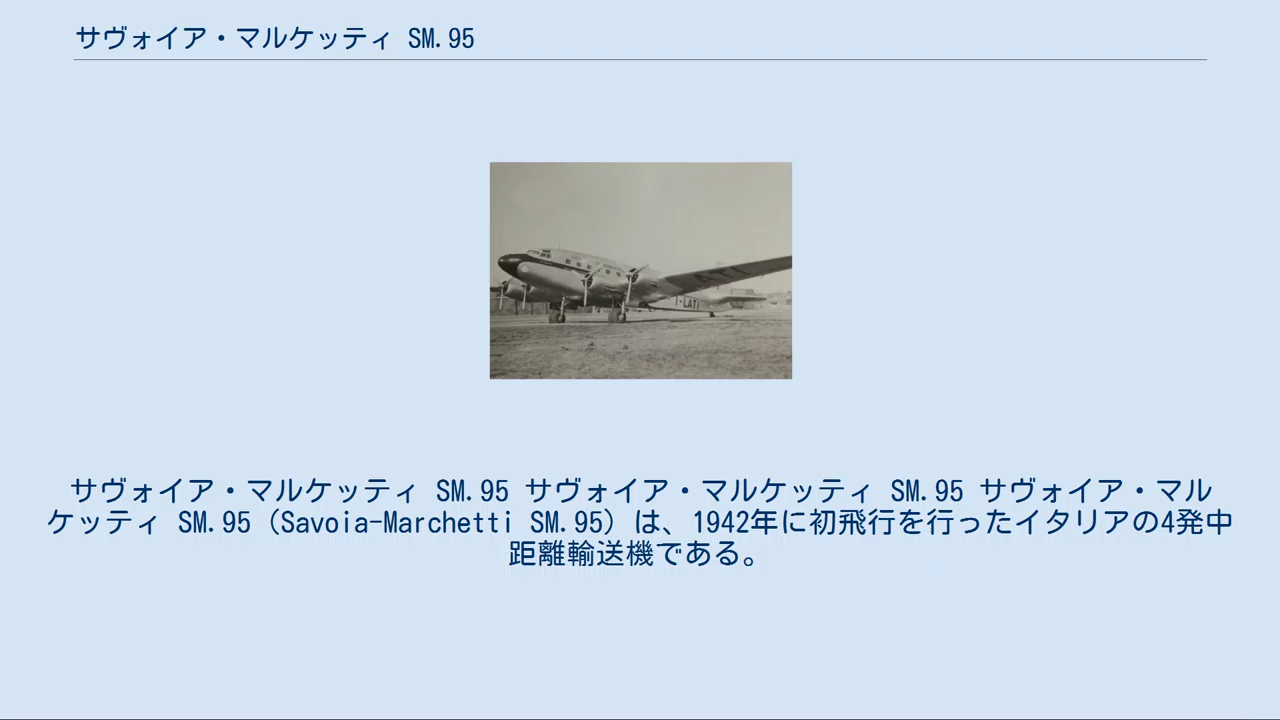 サヴォイア・マルケッティ SM.95
I-LATI
サヴォイア・マルケッティ SM.95 サヴォイア・マルケッティ SM.95 サヴォイア・マル
ケッティ SM.95 (Savoia-Marchetti SM.95) は、1942年に初飛行を行ったイタリアの4発中
距離輸送機である。